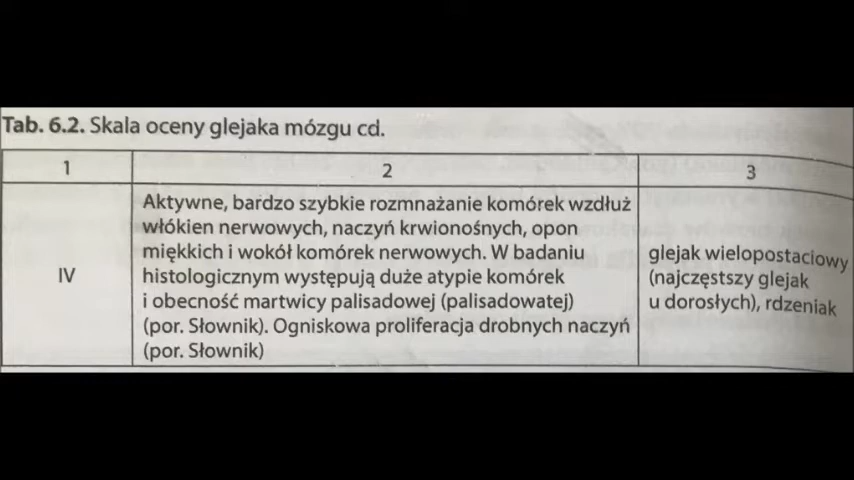 Tab. 6.2. Skala oceny glejaka mózgu cd.
1 2 3
IV
Aktywne, bardzo szybkie rozmnażanie komórek wzdłuż
włókien nerwowych, naczyń krwionośnych, opon
miękkich i wokół komórek nerwowych. W badaniu
histologicznym występują duże atypie komórek
i obecność martwicy palisadowej (palisadowatej)
(por. Słownik). Ogniskowa proliferacja drobnych naczyń
(por. Słownik)
glejak wielopostaciowy
(najczęstszy glejak
u dorosłych), rdzeniak